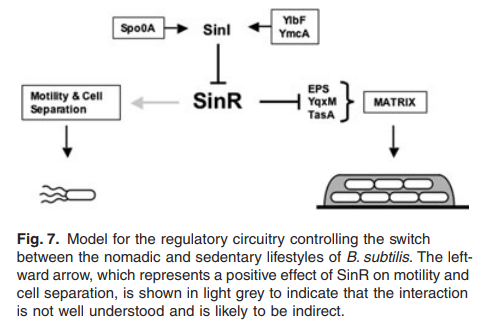 Spo0A
SinI
YlbF
YmcA
Motility & Cell
Separation
SinR
EPS
YqxM
TasA
MATRIX
Fig. 7. Model for the regulatory circuitry controlling the switch
between the nomadic and sedentary lifestyles of B. subtilis. The left-
ward arrow, which represents a positive effect of SinR on motility and
cell separation, is shown in light grey to indicate that the interaction
is not well understood and is likely to be indirect.